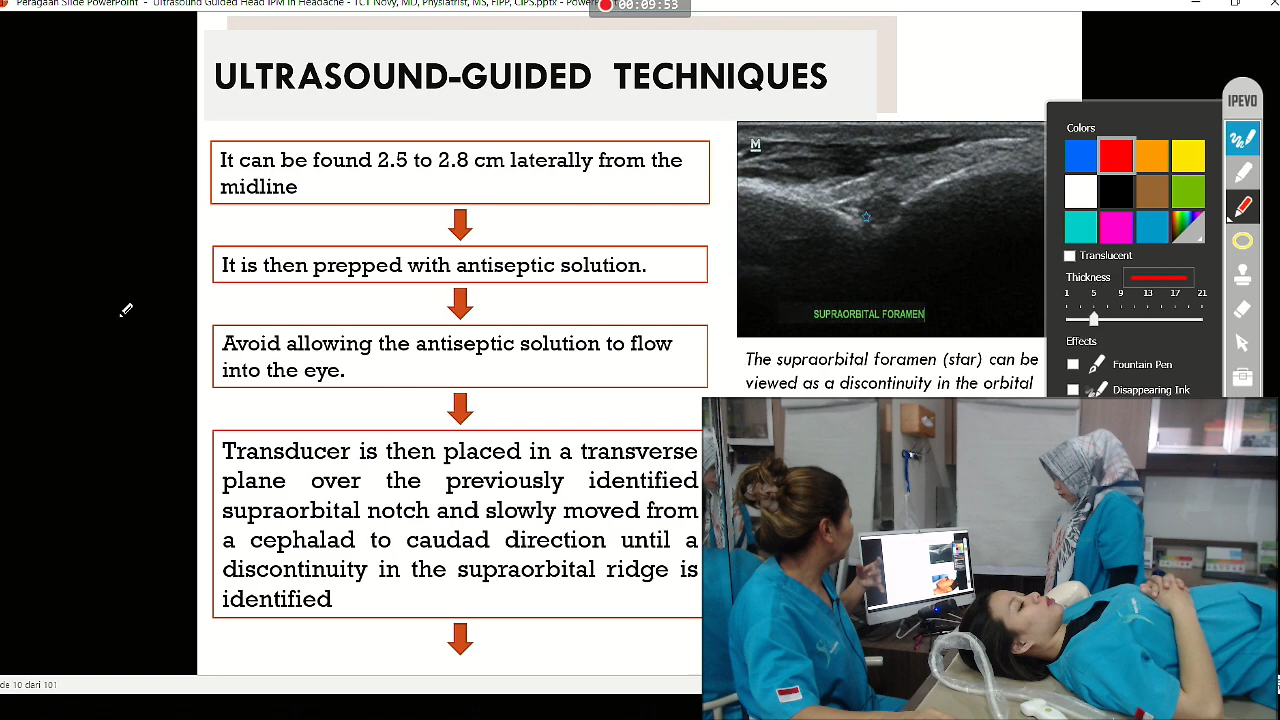 Peragaan Slide PowerPoint - Ultrasound Guided Head IPM in Headache - TCT Novy, MD, Physiatrist, MS, FIPP, CIPS.pptx - PowerP
00:09:53
ULTRASOUND-GUIDED TECHNIQUES
It can be found 2.5 to 2.8 cm laterally from the
midline
It is then prepped with antiseptic solution.
Avoid allowing the antiseptic solution to flow
into the eye.
Transducer is then placed in a transverse
plane over the previously identified
supraorbital notch and slowly moved from
a cephalad to caudad direction until a
discontinuity in the supraorbital ridge is
identified
M
SUPRAORBITAL FORAMEN
The supraorbital foramen (star) can be
viewed as a discontinuity in the orbital
IPEVO
Colors
Translucent
Thickness
1 5 9 13 17 21
Effects
Fountain Pen
Disappearing Ink
de 10 dari 101